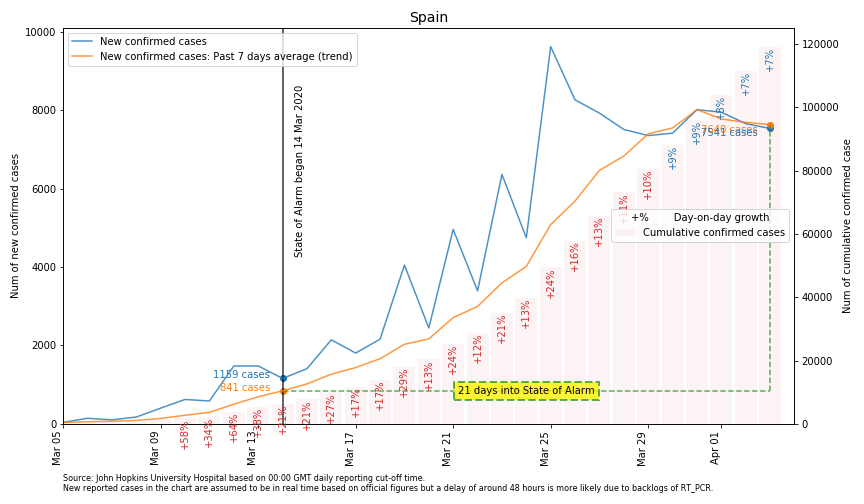 Spain
New confirmed cases
New confirmed cases: Past 7 days average (trend)
Num of new confirmed cases
Num of cumulative confirmed case
10000
8000
6000
4000
2000
0
120000
100000
80000
60000
40000
20000
0
State of Alarm began 14 Mar 2020
+% Day-on-day growth
Cumulative confirmed cases
1159 cases
841 cases
7541 cases
21 days into State of Alarm
+58%
+34%
+64%
+21%
+21%
+27%
+17%
+17%
+29%
+13%
+24%
+12%
+21%
+13%
+24%
+16%
+13%
+11%
+10%
+9%
+9%
+8%
+7%
+7%
Mar 05
Mar 09
Mar 13
Mar 17
Mar 21
Mar 25
Mar 29
Apr 01
Source: John Hopkins University Hospital based on 00:00 GMT daily reporting cut-off time.
New reported cases in the chart are assumed to be in real time based on official figures but a delay of around 48 hours is more likely due to backlogs of RT_PCR.